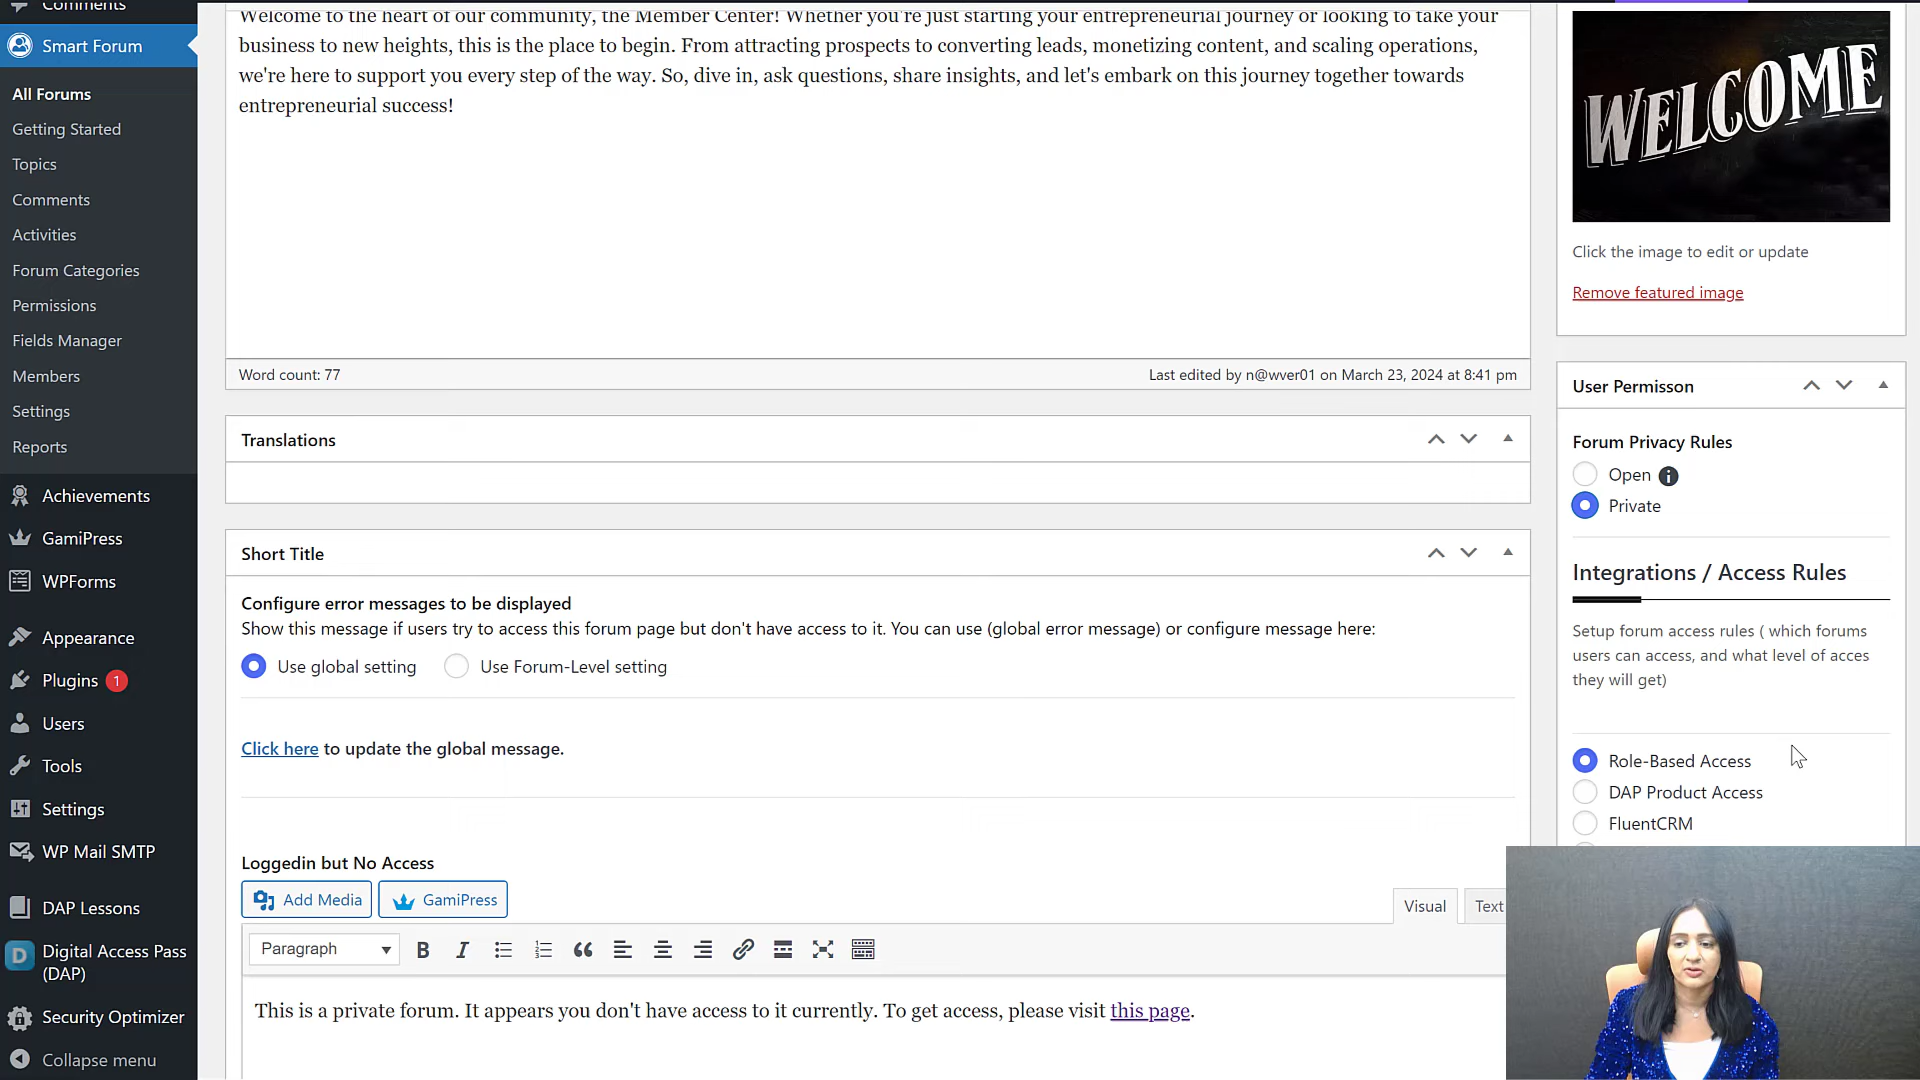 Comments
Smart Forum
All Forums
Getting Started
Topics
Comments
Activities
Forum Categories
Permissions
Fields Manager
Members
Settings
Reports
Achievements
GamiPress
WPForms
Appearance
Plugins 1
Users
Tools
Settings
WP Mail SMTP
DAP Lessons
Digital Access Pass
(DAP)
Security Optimizer
Collapse menu
Welcome to the heart of our community, the Member Center! Whether you're just starting your entrepreneurial journey or looking to take your
business to new heights, this is the place to begin. From attracting prospects to converting leads, monetizing content, and scaling operations,
we're here to support you every step of the way. So, dive in, ask questions, share insights, and let's embark on this journey together towards
entrepreneurial success!
Word count: 77
Last edited by n@wver01 on March 23, 2024 at 8:41 pm
Translations
Short Title
Configure error messages to be displayed
Show this message if users try to access this forum page but don't have access to it. You can use (global error message) or configure message here:
Use global setting
Use Forum-Level setting
Click here to update the global message.
Loggedin but No Access
Add Media
GamiPress
Visual
Text
Paragraph
This is a private forum. It appears you don't have access to it currently. To get access, please visit this page.
WELCOME
Click the image to edit or update
Remove featured image
User Permisson
Forum Privacy Rules
Open
Private
Integrations / Access Rules
Setup forum access rules ( which forums
users can access, and what level of acces
they will get)
Role-Based Access
DAP Product Access
FluentCRM